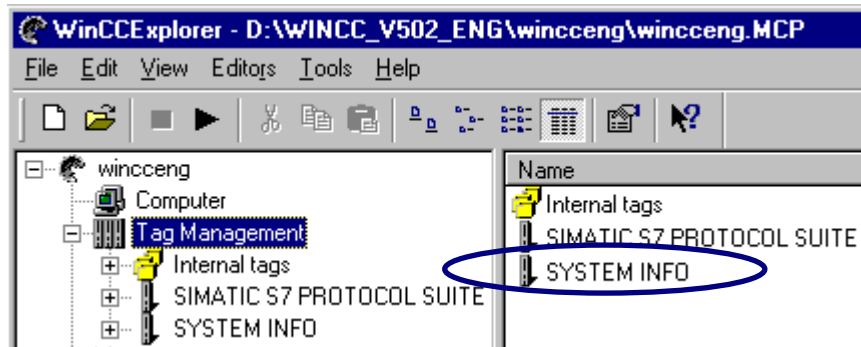 WinCCExplorer - D:\WINCC_V502_ENG\wincceng\wincceng.MCP
File Edit View Editors Tools Help
wincceng
Computer
Tag Management
Internal tags
SIMATIC S7 PROTOCOL SUITE
SYSTEM INFO
Name
Internal tags
SIMATIC S7 PROTOCOL SUITE
SYSTEM INFO